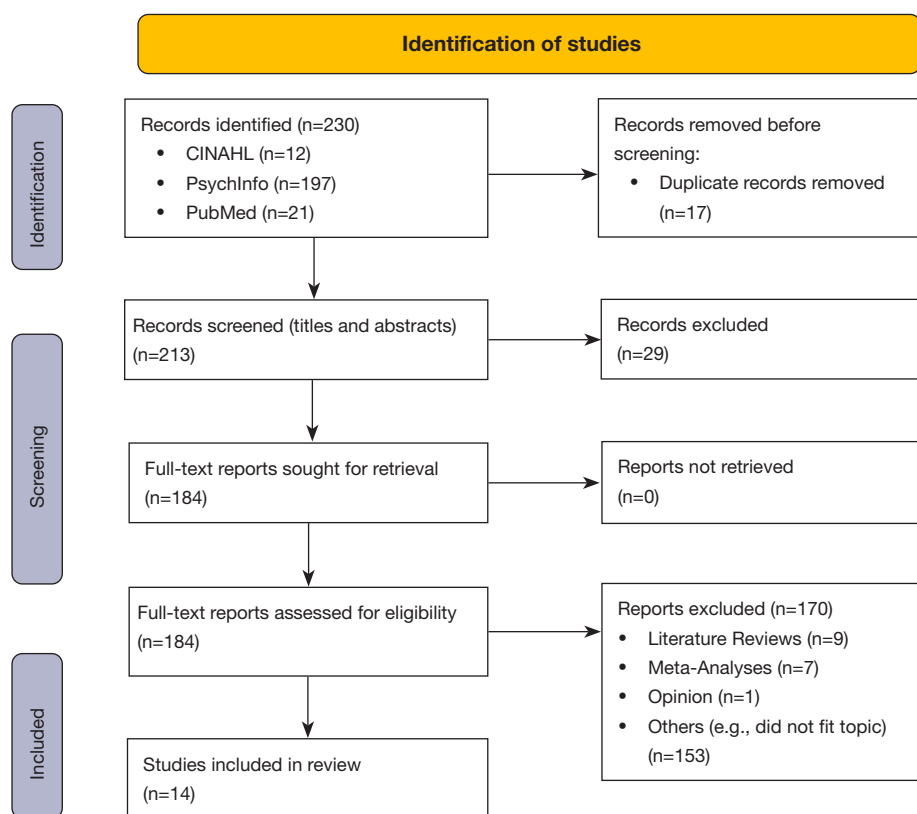 Identification of studies
Identification
Records identified (n=230)
• CINAHL (n=12)
• PsychInfo (n=197)
• PubMed (n=21)
Records removed before
screening:
• Duplicate records removed
(n=17)
Screening
Records screened (titles and abstracts)
(n=213)
Records excluded
(n=29)
Full-text reports sought for retrieval
(n=184)
Reports not retrieved
(n=0)
Full-text reports assessed for eligibility
(n=184)
Reports excluded (n=170)
• Literature Reviews (n=9)
• Meta-Analyses (n=7)
• Opinion (n=1)
• Others (e.g., did not fit topic)
(n=153)
Included
Studies included in review
(n=14)